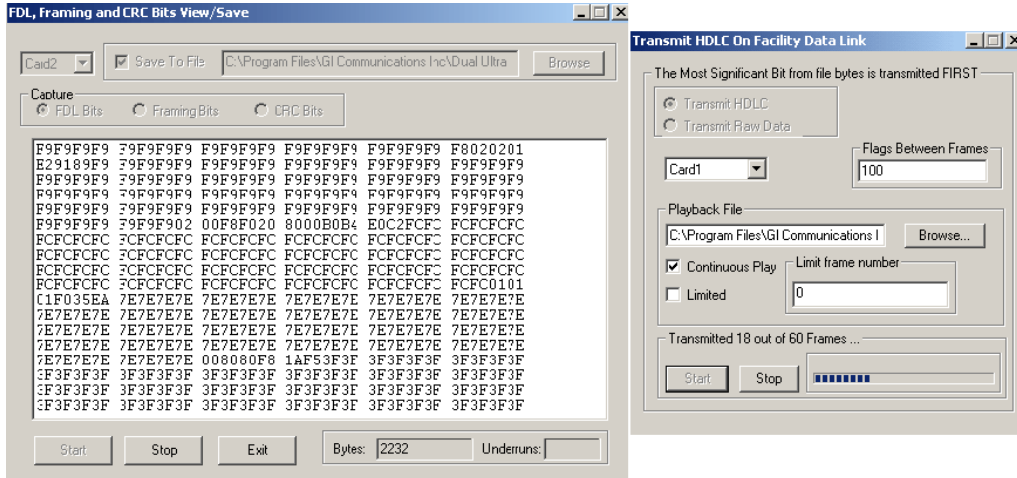 FDL, Framing and CRC Bits View/Save
Card2
Save To File
C:\Program Files\GI Communications Inc\Dual Ultra
Browse
Capture
FDL Bits
Framing Bits
CRC Bits
F9F9F9F9 F9F9F9F9 F9F9F9F9 F9F9F9F9 F9F9F9F9 F8020201
E29189F9 F9F9F9F9 F9F9F9F9 F9F9F9F9 F9F9F9F9 F9F9F9F9
F9F9F9F9 F9F9F9F9 F9F9F9F9 F9F9F9F9 F9F9F9F9 F9F9F9F9
F9F9F9F9 F9F9F9F9 F9F9F9F9 F9F9F9F9 F9F9F9F9 F9F9F9F9
F9F9F9F9 F9F9F9F9 F9F9F9F9 F9F9F9F9 F9F9F9F9 F9F9F9F9
F9F9F9F9 F9F9F902 00F8F020 8000B0B4 E0C2FCFC FCFCFCFC
FCFCFCFC FCFCFCFC FCFCFCFC FCFCFCFC FCFCFCFC FCFCFCFC
FCFCFCFC FCFCFCFC FCFCFCFC FCFCFCFC FCFCFCFC FCFCFCFC
FCFCFCFC FCFCFCFC FCFCFCFC FCFCFCFC FCFCFCFC FCFCFCFC
FCFCFCFC FCFCFCFC FCFCFCFC FCFCFCFC FCFCFCFC FCFC0101
C1F035EA 7E7E7E7E 7E7E7E7E 7E7E7E7E 7E7E7E7E 7E7E7E7E
7E7E7E7E 7E7E7E7E 7E7E7E7E 7E7E7E7E 7E7E7E7E 7E7E7E7E
7E7E7E7E 7E7E7E7E 7E7E7E7E 7E7E7E7E 7E7E7E7E 7E7E7E7E
7E7E7E7E 7E7E7E7E 7E7E7E7E 7E7E7E7E 7E7E7E7E 7E7E7E7E
7E7E7E7E 7E7E7E7E 008080F8 1AF53F3F 3F3F3F3F 3F3F3F3F
3F3F3F3F 3F3F3F3F 3F3F3F3F 3F3F3F3F 3F3F3F3F 3F3F3F3F
3F3F3F3F 3F3F3F3F 3F3F3F3F 3F3F3F3F 3F3F3F3F 3F3F3F3F
3F3F3F3F 3F3F3F3F 3F3F3F3F 3F3F3F3F 3F3F3F3F 3F3F3F3F
Start
Stop
Exit
Bytes: 2232
Underruns:
Transmit HDLC On Facility Data Link
The Most Significant Bit from file bytes is transmitted FIRST
Transmit HDLC
Transmit Raw Data
Card1
Flags Between Frames
100
Playback File
C:\Program Files\GI Communications I
Browse...
Continuous Play
Limit frame number
Limited
0
Transmitted 18 out of 60 Frames ...
Start
Stop